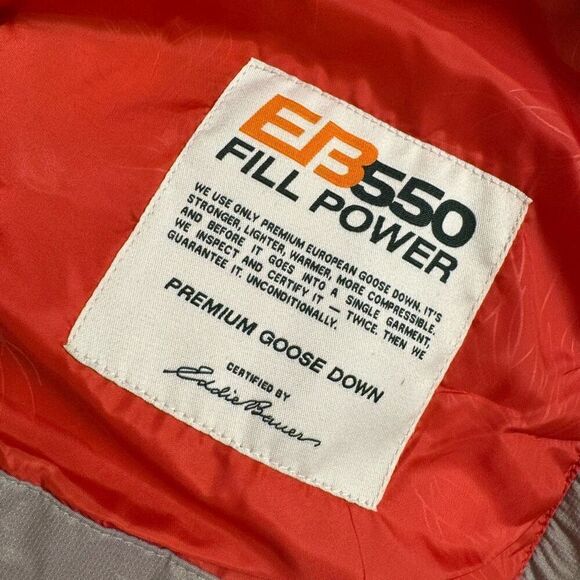 EB550
FILL POWER
WE USE ONLY PREMIUM EUROPEAN GOOSE DOWN. IT'S
STRONGER, LIGHTER, WARMER, MORE COMPRESSIBLE.
AND BEFORE IT GOES INTO A SINGLE GARMENT,
WE INSPECT AND CERTIFY IT — TWICE. THEN WE
GUARANTEE IT. UNCONDITIONALLY.
PREMIUM GOOSE DOWN
CERTIFIED BY
Eddie Bauer